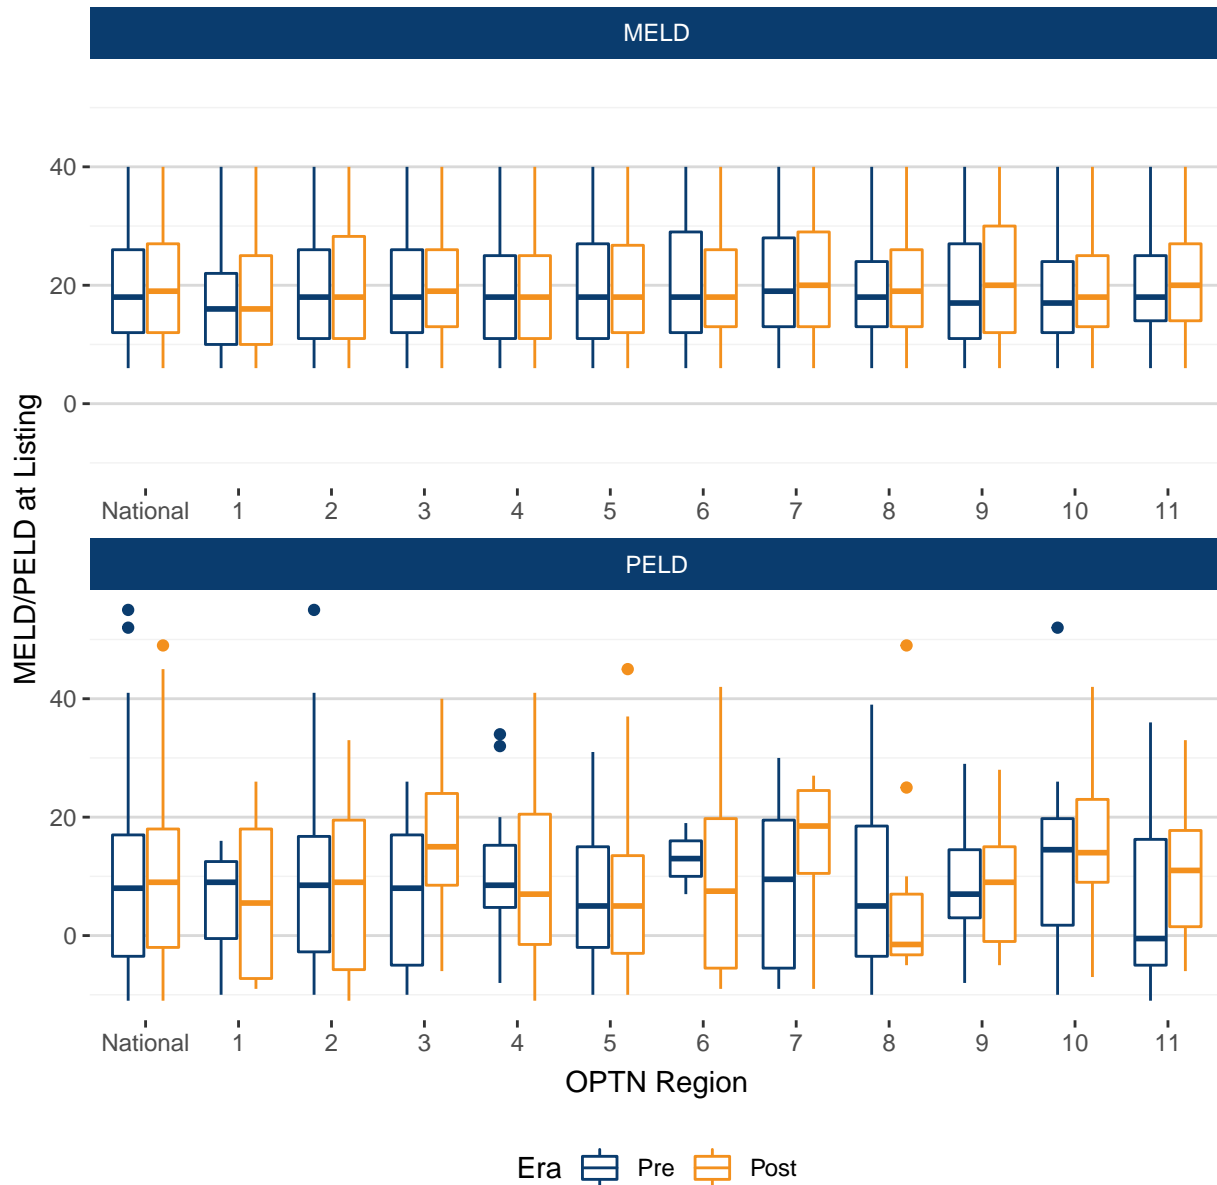 MELD
40
20
0
National 1 2 3 4 5 6 7 8 9 10 11
MELD/PELD at Listing
PELD
40
20
0
National 1 2 3 4 5 6 7 8 9 10 11
OPTN Region
Era Pre Post